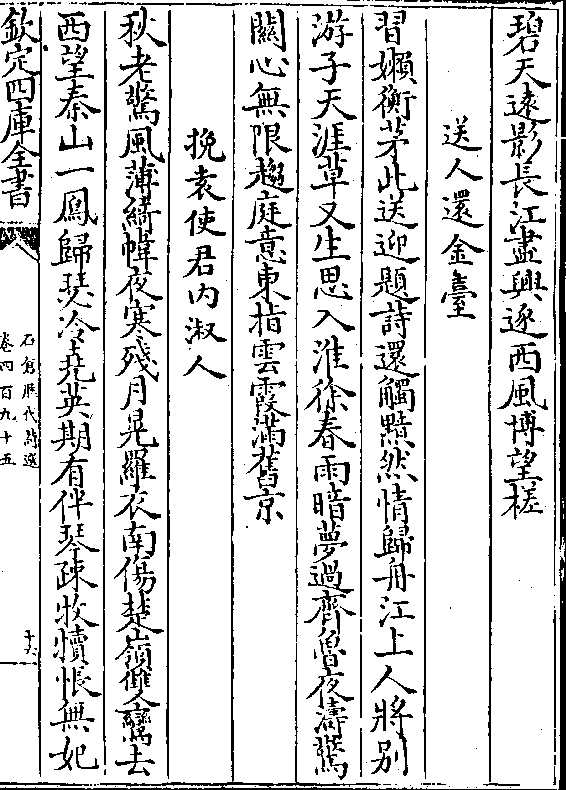 碧天遠影長江盡興逐西風博望槎
送人還金臺
習嬾衡茅此送迎題詩還觸黯然情歸舟江上人將别
游子天涯草又生思入淮徐春雨暗夢過齊魯夜濤驚
關心無限趨庭意東指雲霞滿舊京
挽袁使君内淑人
秋老驚風薄綺幃夜寒殘月晃羅衣南傷楚嶺雙鸞去
西望秦山一鳳歸瑟冷堯英期有伴琴疎牧犢悵無妃
欽定四庫全書
石倉歷代詩選
卷四百九十五
十六